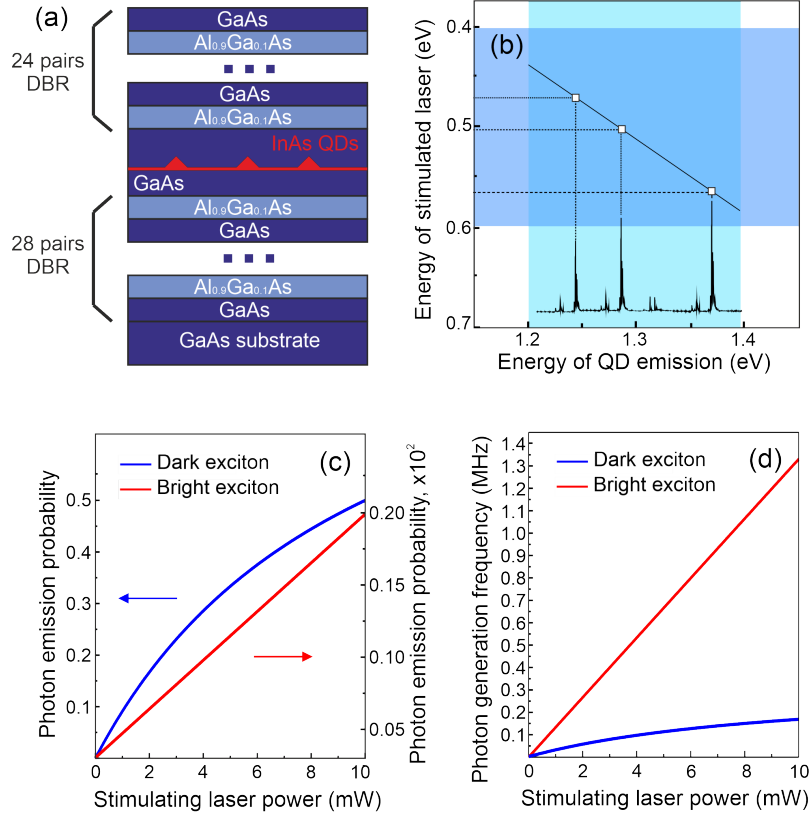 (a)
GaAs
Al0.9Ga0.1As
24 pairs
DBR
GaAs
Al0.9Ga0.1As
InAs QDs
GaAs
Al0.9Ga0.1As
GaAs
28 pairs
DBR
Al0.9Ga0.1As
GaAs
GaAs substrate
(b)
Energy of stimulated laser (eV)
0.4
0.5
0.6
0.7
1.2
1.3
1.4
Energy of QD emission (eV)
(c)
Dark exciton
Bright exciton
Photon emission probability
0.5
0.4
0.3
0.2
0.1
Photon emission probability, x10²
0.20
0.15
0.10
0.05
0
2
4
6
8
10
Stimulating laser power (mW)
(d)
Dark exciton
Bright exciton
Photon generation frequency (MHz)
1.4
1.3
1.2
1.1
1.0
0.9
0.8
0.7
0.6
0.5
0.4
0.3
0.2
0.1
0
2
4
6
8
10
Stimulating laser power (mW)